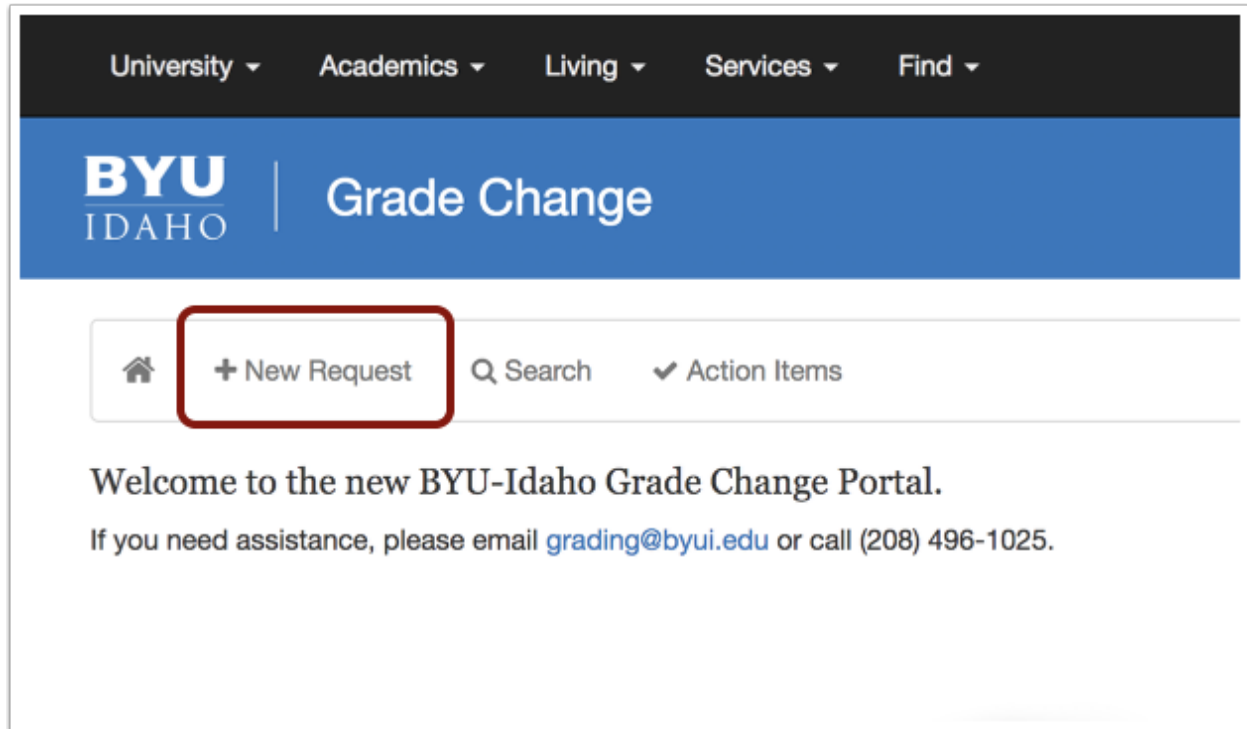 University Academics Living Services Find
BYU
IDAHO
Grade Change
+ New Request Search Action Items
Welcome to the new BYU-Idaho Grade Change Portal.
If you need assistance, please email grading@byui.edu or call (208) 496-1025.